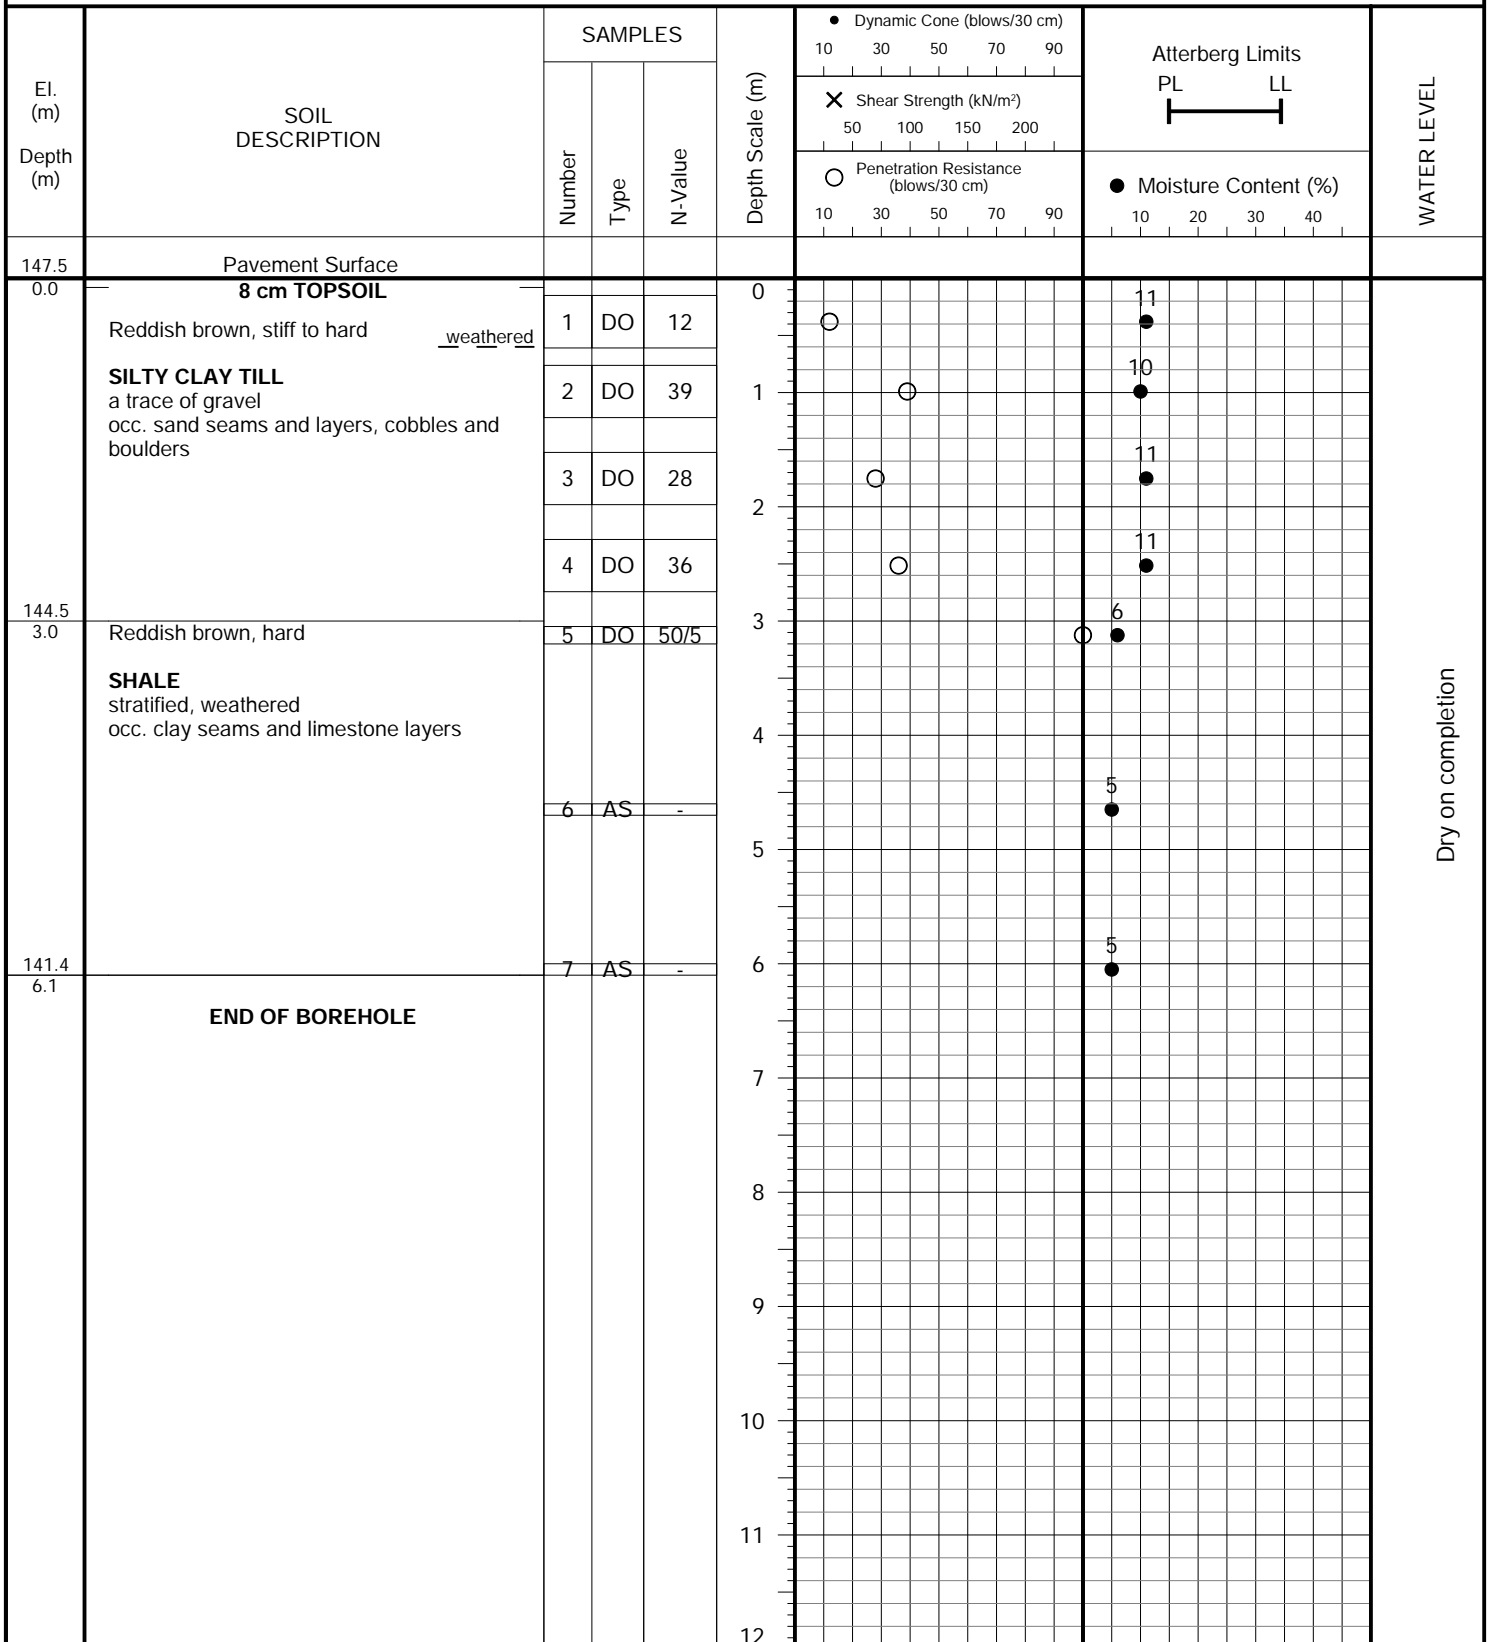 El.
(m)
Depth
(m)
SOIL
DESCRIPTION
SAMPLES
Number
Type
N-Value
Depth Scale (m)
Dynamic Cone (blows/30 cm)
10 30 50 70 90
Shear Strength (kN/m²)
50 100 150 200
Penetration Resistance
(blows/30 cm)
10 30 50 70 90
Atterberg Limits
PL LL
Moisture Content (%)
10 20 30 40
WATER LEVEL
147.5 Pavement Surface
0.0 8 cm TOPSOIL 0
11
Reddish brown, stiff to hard weathered 1 DO 12
10
SILTY CLAY TILL
a trace of gravel 2 DO 39 1
occ. sand seams and layers, cobbles and
boulders
11
3 DO 28
2
11
4 DO 36
144.5
6
3
3.0 Reddish brown, hard 5 DO 50/5
SHALE
stratified, weathered
occ. clay seams and limestone layers
4
5
6 AS -
5
5
141.4 7 AS - 6
6.1
END OF BOREHOLE
7
8
9
10
11
12
Dry on completion